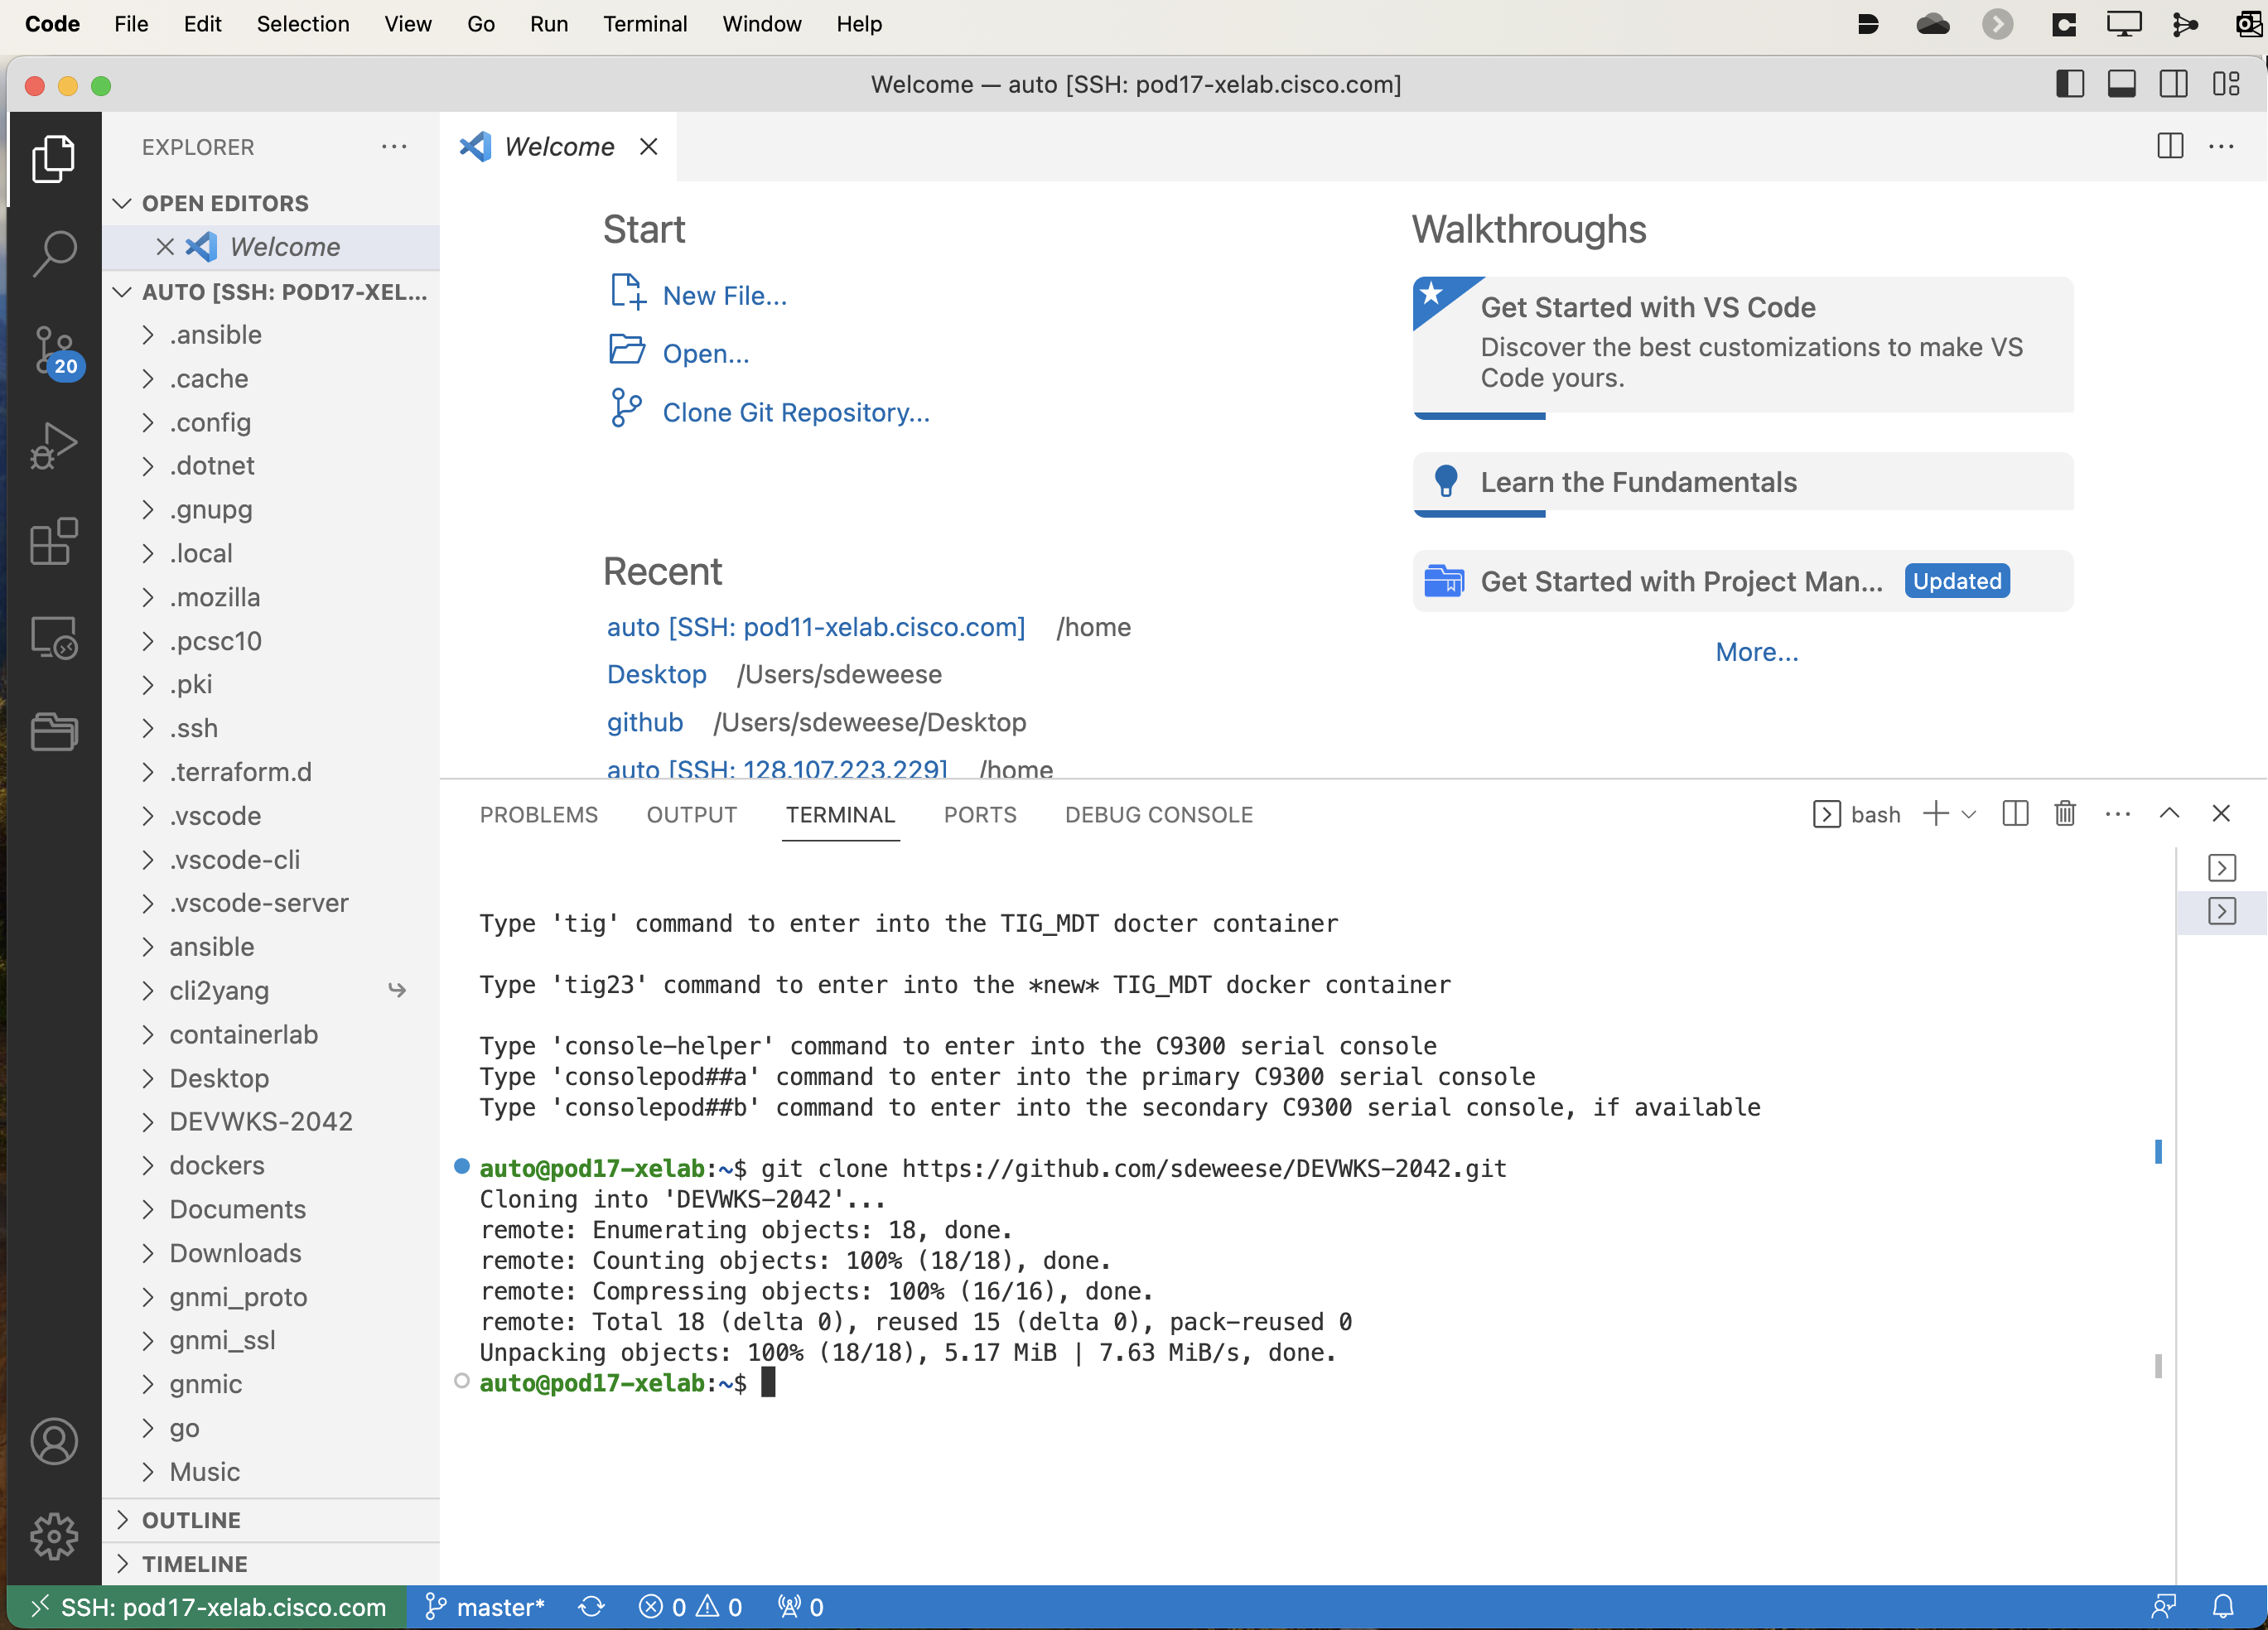 Code File Edit Selection View Go Run Terminal Window Help
Welcome — auto [SSH: pod17-xelab.cisco.com]
EXPLORER
OPEN EDITORS
Welcome
AUTO [SSH: POD17-XEL...
.ansible
.cache
.config
.dotnet
.gnupg
.local
.mozilla
.pcsc10
.pki
.ssh
.terraform.d
.vscode
.vscode-cli
.vscode-server
ansible
cli2yang
containerlab
Desktop
DEVWKS-2042
dockers
Documents
Downloads
gnmi_proto
gnmi_ssl
gnmic
go
Music
OUTLINE
TIMELINE
20
Welcome
Start
New File...
Open...
Clone Git Repository...
Recent
auto [SSH: pod11-xelab.cisco.com] /home
Desktop /Users/sdeweese
github /Users/sdeweese/Desktop
auto [SSH: 128.107.223.229] /home
Walkthroughs
Get Started with VS Code
Discover the best customizations to make VS
Code yours.
Learn the Fundamentals
Get Started with Project Man... Updated
More...
PROBLEMS OUTPUT TERMINAL PORTS DEBUG CONSOLE bash
Type 'tig' command to enter into the TIG_MDT docter container
Type 'tig23' command to enter into the *new* TIG_MDT docker container
Type 'console-helper' command to enter into the C9300 serial console
Type 'consolepod##a' command to enter into the primary C9300 serial console
Type 'consolepod##b' command to enter into the secondary C9300 serial console, if available
auto@pod17-xelab:~$ git clone https://github.com/sdeweese/DEVWKS-2042.git
Cloning into 'DEVWKS-2042'...
remote: Enumerating objects: 18, done.
remote: Counting objects: 100% (18/18), done.
remote: Compressing objects: 100% (16/16), done.
remote: Total 18 (delta 0), reused 15 (delta 0), pack-reused 0
Unpacking objects: 100% (18/18), 5.17 MiB | 7.63 MiB/s, done.
auto@pod17-xelab:~$
SSH: pod17-xelab.cisco.com master* 0 0 0